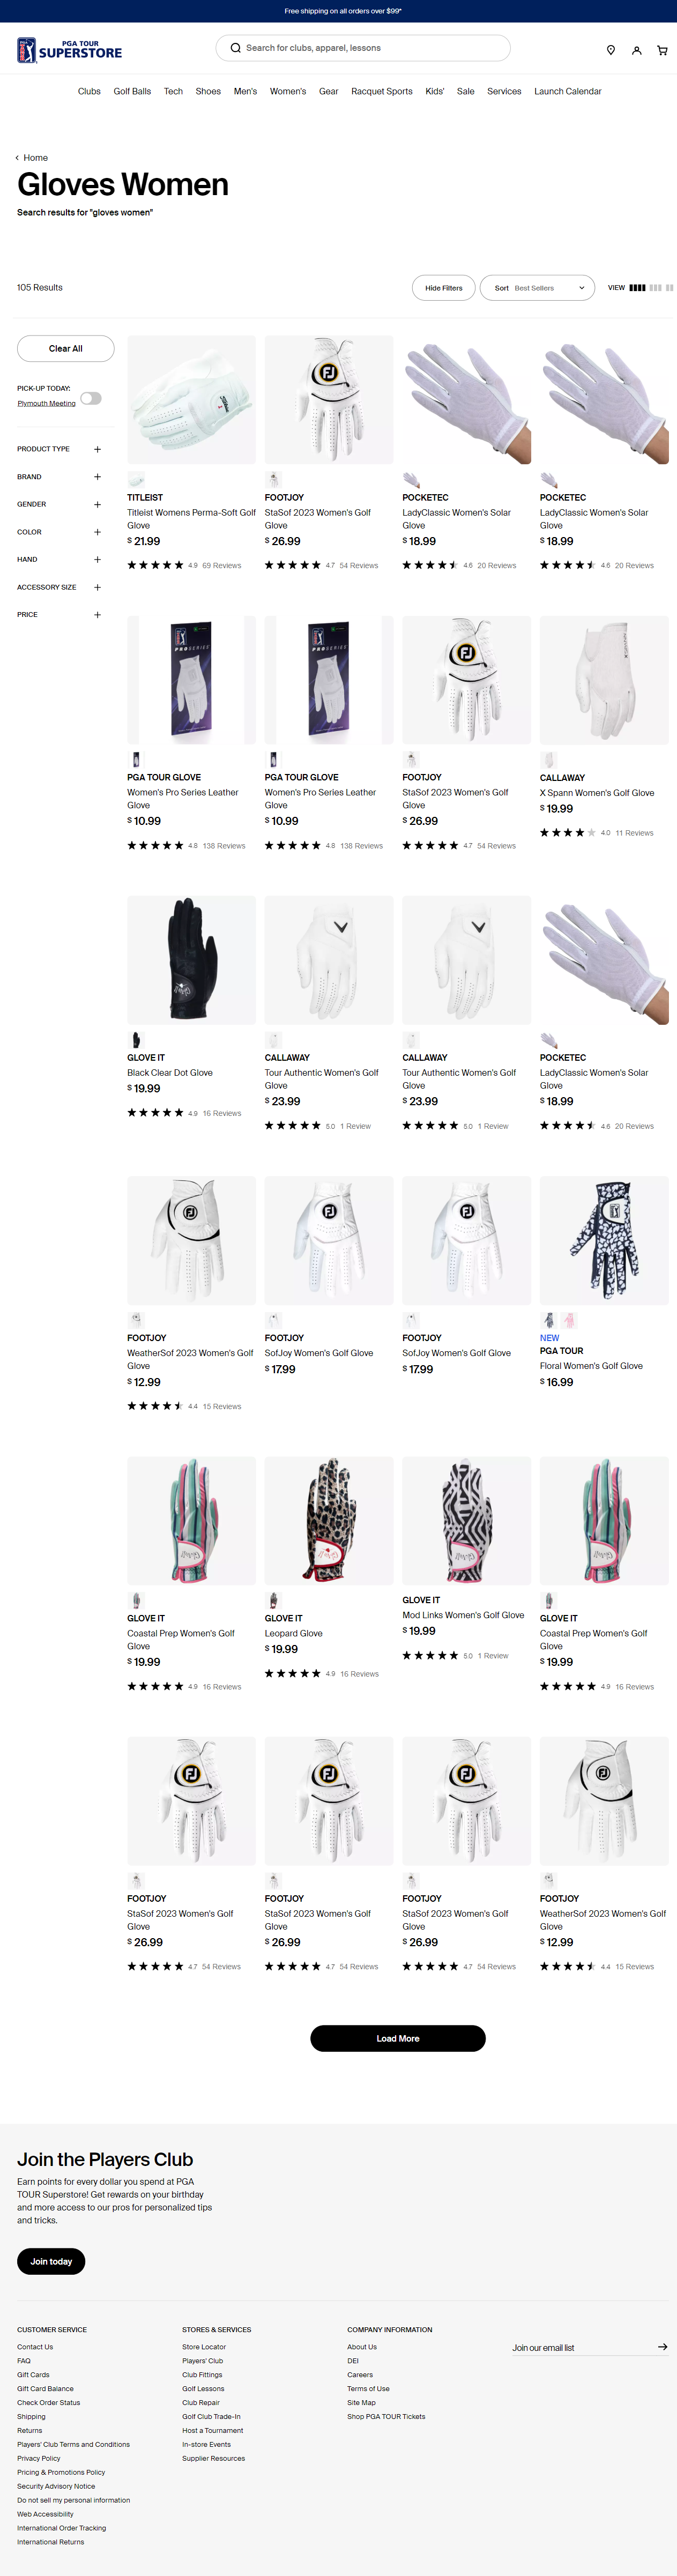 Free shipping on all orders over $99*
PGA TOUR
SUPERSTORE
Search for clubs, apparel, lessons
Clubs Golf Balls Tech Shoes Men's Women's Gear Racquet Sports Kids' Sale Services Launch Calendar
Home
Gloves Women
Search results for "gloves women"
105 Results
Hide Filters
Sort Best Sellers
VIEW
Clear All
PICK-UP TODAY:
Plymouth Meeting
PRODUCT TYPE
BRAND
GENDER
COLOR
HAND
ACCESSORY SIZE
PRICE
TITLEIST
Titleist Womens Perma-Soft Golf
Glove
$ 21.99
4.9 69 Reviews
FOOTJOY
StaSof 2023 Women's Golf
Glove
$ 26.99
4.7 54 Reviews
POCKETEC
LadyClassic Women's Solar
Glove
$ 18.99
4.6 20 Reviews
POCKETEC
LadyClassic Women's Solar
Glove
$ 18.99
4.6 20 Reviews
PGA TOUR GLOVE
Women's Pro Series Leather
Glove
$ 10.99
4.8 138 Reviews
PGA TOUR GLOVE
Women's Pro Series Leather
Glove
$ 10.99
4.8 138 Reviews
FOOTJOY
StaSof 2023 Women's Golf
Glove
$ 26.99
4.7 54 Reviews
CALLAWAY
X Spann Women's Golf Glove
$ 19.99
4.0 11 Reviews
GLOVE IT
Black Clear Dot Glove
$ 19.99
4.9 16 Reviews
CALLAWAY
Tour Authentic Women's Golf
Glove
$ 23.99
5.0 1 Review
CALLAWAY
Tour Authentic Women's Golf
Glove
$ 23.99
5.0 1 Review
POCKETEC
LadyClassic Women's Solar
Glove
$ 18.99
4.6 20 Reviews
FOOTJOY
WeatherSof 2023 Women's Golf
Glove
$ 12.99
4.4 15 Reviews
FOOTJOY
SofJoy Women's Golf Glove
$ 17.99
FOOTJOY
SofJoy Women's Golf Glove
$ 17.99
NEW
PGA TOUR
Floral Women's Golf Glove
$ 16.99
GLOVE IT
Coastal Prep Women's Golf
Glove
$ 19.99
4.9 16 Reviews
GLOVE IT
Leopard Glove
$ 19.99
4.9 16 Reviews
GLOVE IT
Mod Links Women's Golf Glove
$ 19.99
5.0 1 Review
GLOVE IT
Coastal Prep Women's Golf
Glove
$ 19.99
4.9 16 Reviews
FOOTJOY
StaSof 2023 Women's Golf
Glove
$ 26.99
4.7 54 Reviews
FOOTJOY
StaSof 2023 Women's Golf
Glove
$ 26.99
4.7 54 Reviews
FOOTJOY
StaSof 2023 Women's Golf
Glove
$ 26.99
4.7 54 Reviews
FOOTJOY
WeatherSof 2023 Women's Golf
Glove
$ 12.99
4.4 15 Reviews
Load More
Join the Players Club
Earn points for every dollar you spend at PGA
TOUR Superstore! Get rewards on your birthday
and more access to our pros for personalized tips
and tricks.
Join today
CUSTOMER SERVICE
Contact Us
FAQ
Gift Cards
Gift Card Balance
Check Order Status
Shipping
Returns
Players' Club Terms and Conditions
Privacy Policy
Pricing & Promotions Policy
Security Advisory Notice
Do not sell my personal information
Web Accessibility
International Order Tracking
International Returns
STORES & SERVICES
Store Locator
Players' Club
Club Fittings
Golf Lessons
Club Repair
Golf Club Trade-In
Host a Tournament
In-store Events
Supplier Resources
COMPANY INFORMATION
About Us
DEI
Careers
Terms of Use
Site Map
Shop PGA TOUR Tickets
Join our email list